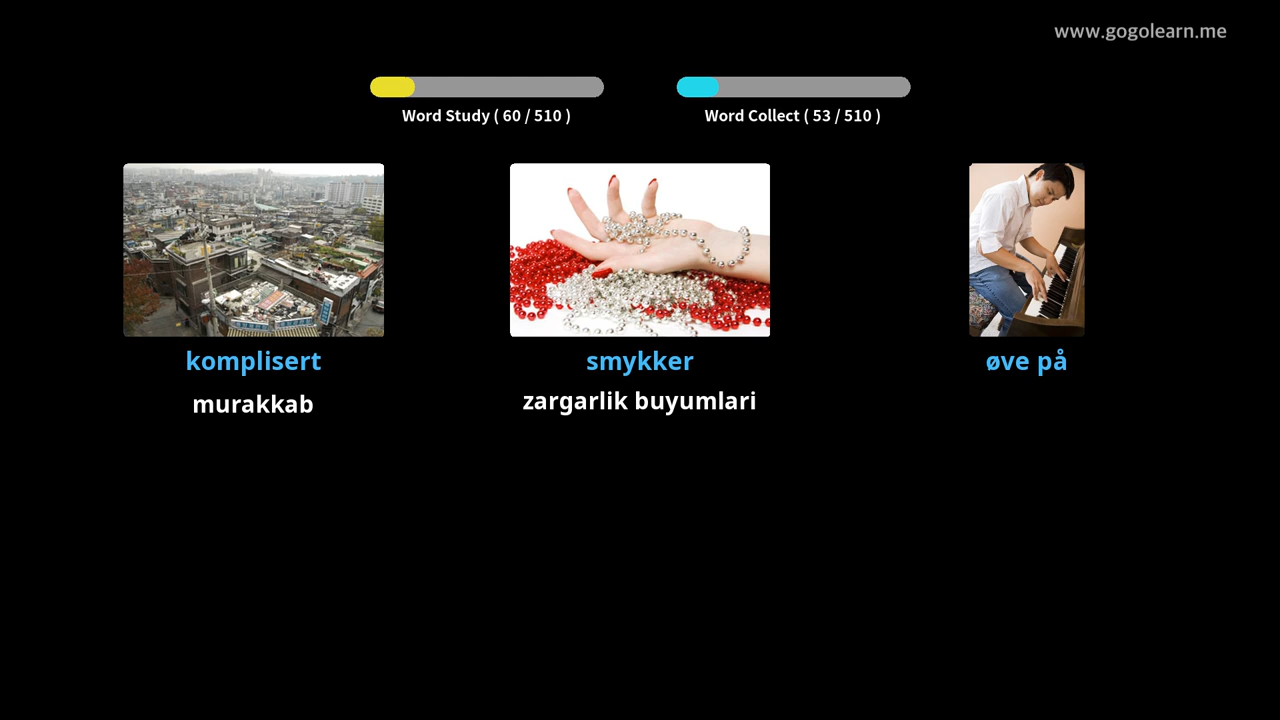 www.gogolearn.me
Word Study ( 60 / 510 )
Word Collect ( 53 / 510 )
komplisert
smykker
øve på
murakkab
zargarlik buyumlari